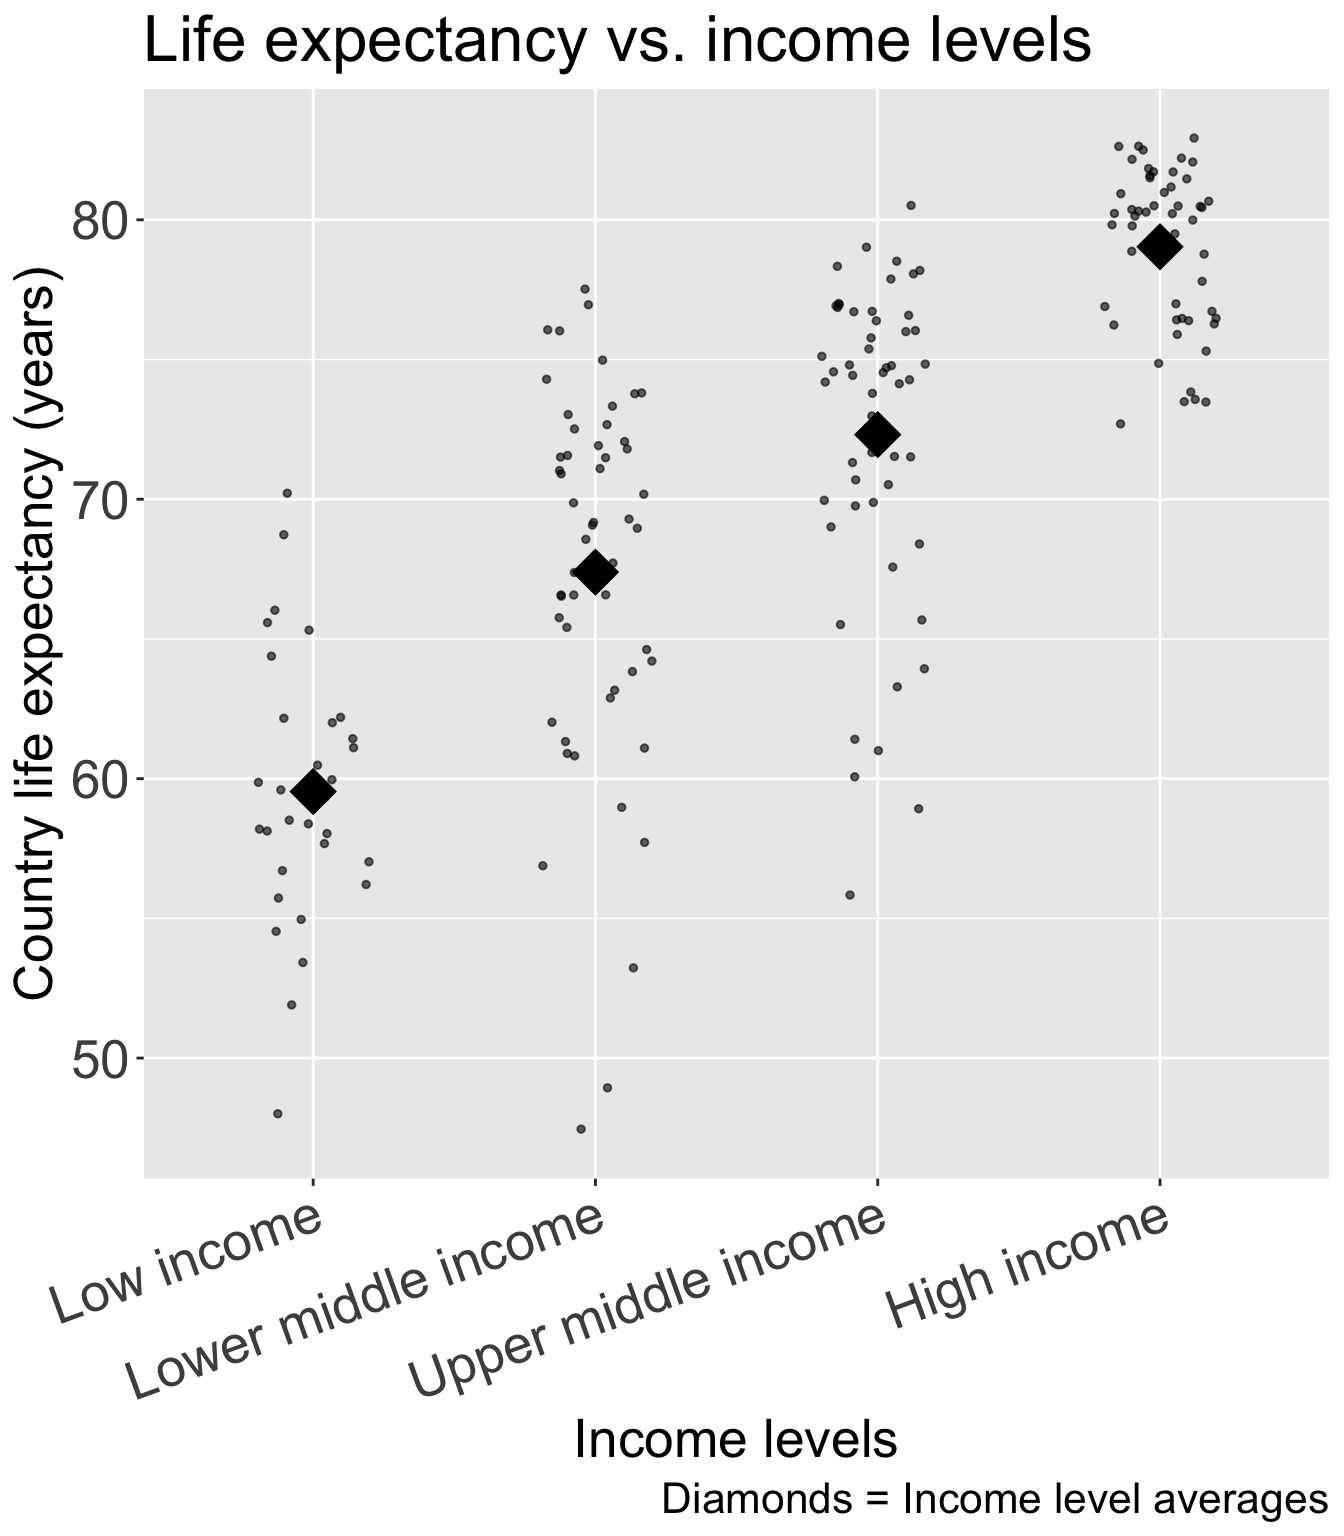 Life expectancy vs. income levels
Country life expectancy (years)
80
70
60
50
Low income
Lower middle income
Upper middle income
High income
Income levels
Diamonds = Income level averages